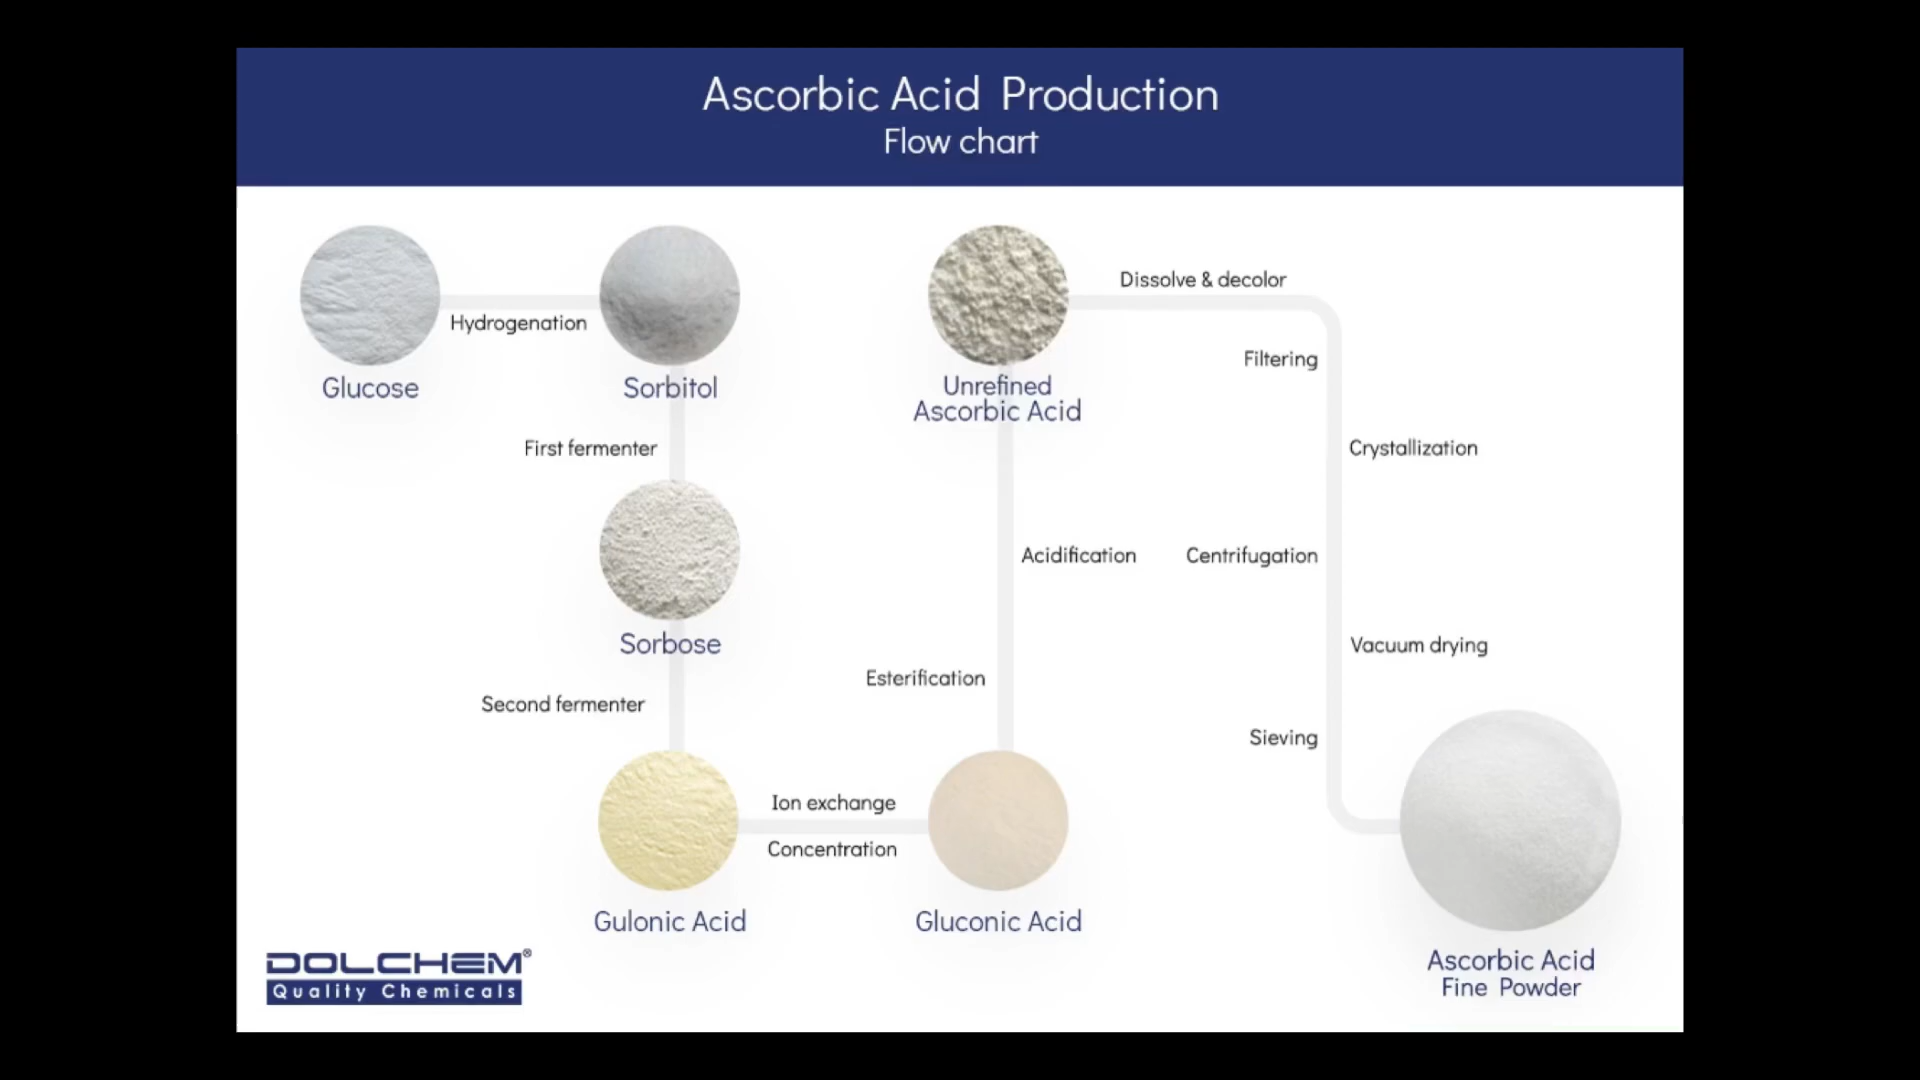 Ascorbic Acid Production
Flow chart
Glucose
Hydrogenation
Sorbitol
First fermenter
Sorbose
Second fermenter
Gulonic Acid
Ion exchange
Concentration
Gluconic Acid
Esterification
Acidification
Unrefined
Ascorbic Acid
Dissolve & decolor
Filtering
Crystallization
Centrifugation
Vacuum drying
Sieving
Ascorbic Acid
Fine Powder
DOLCHEM®
Quality Chemicals